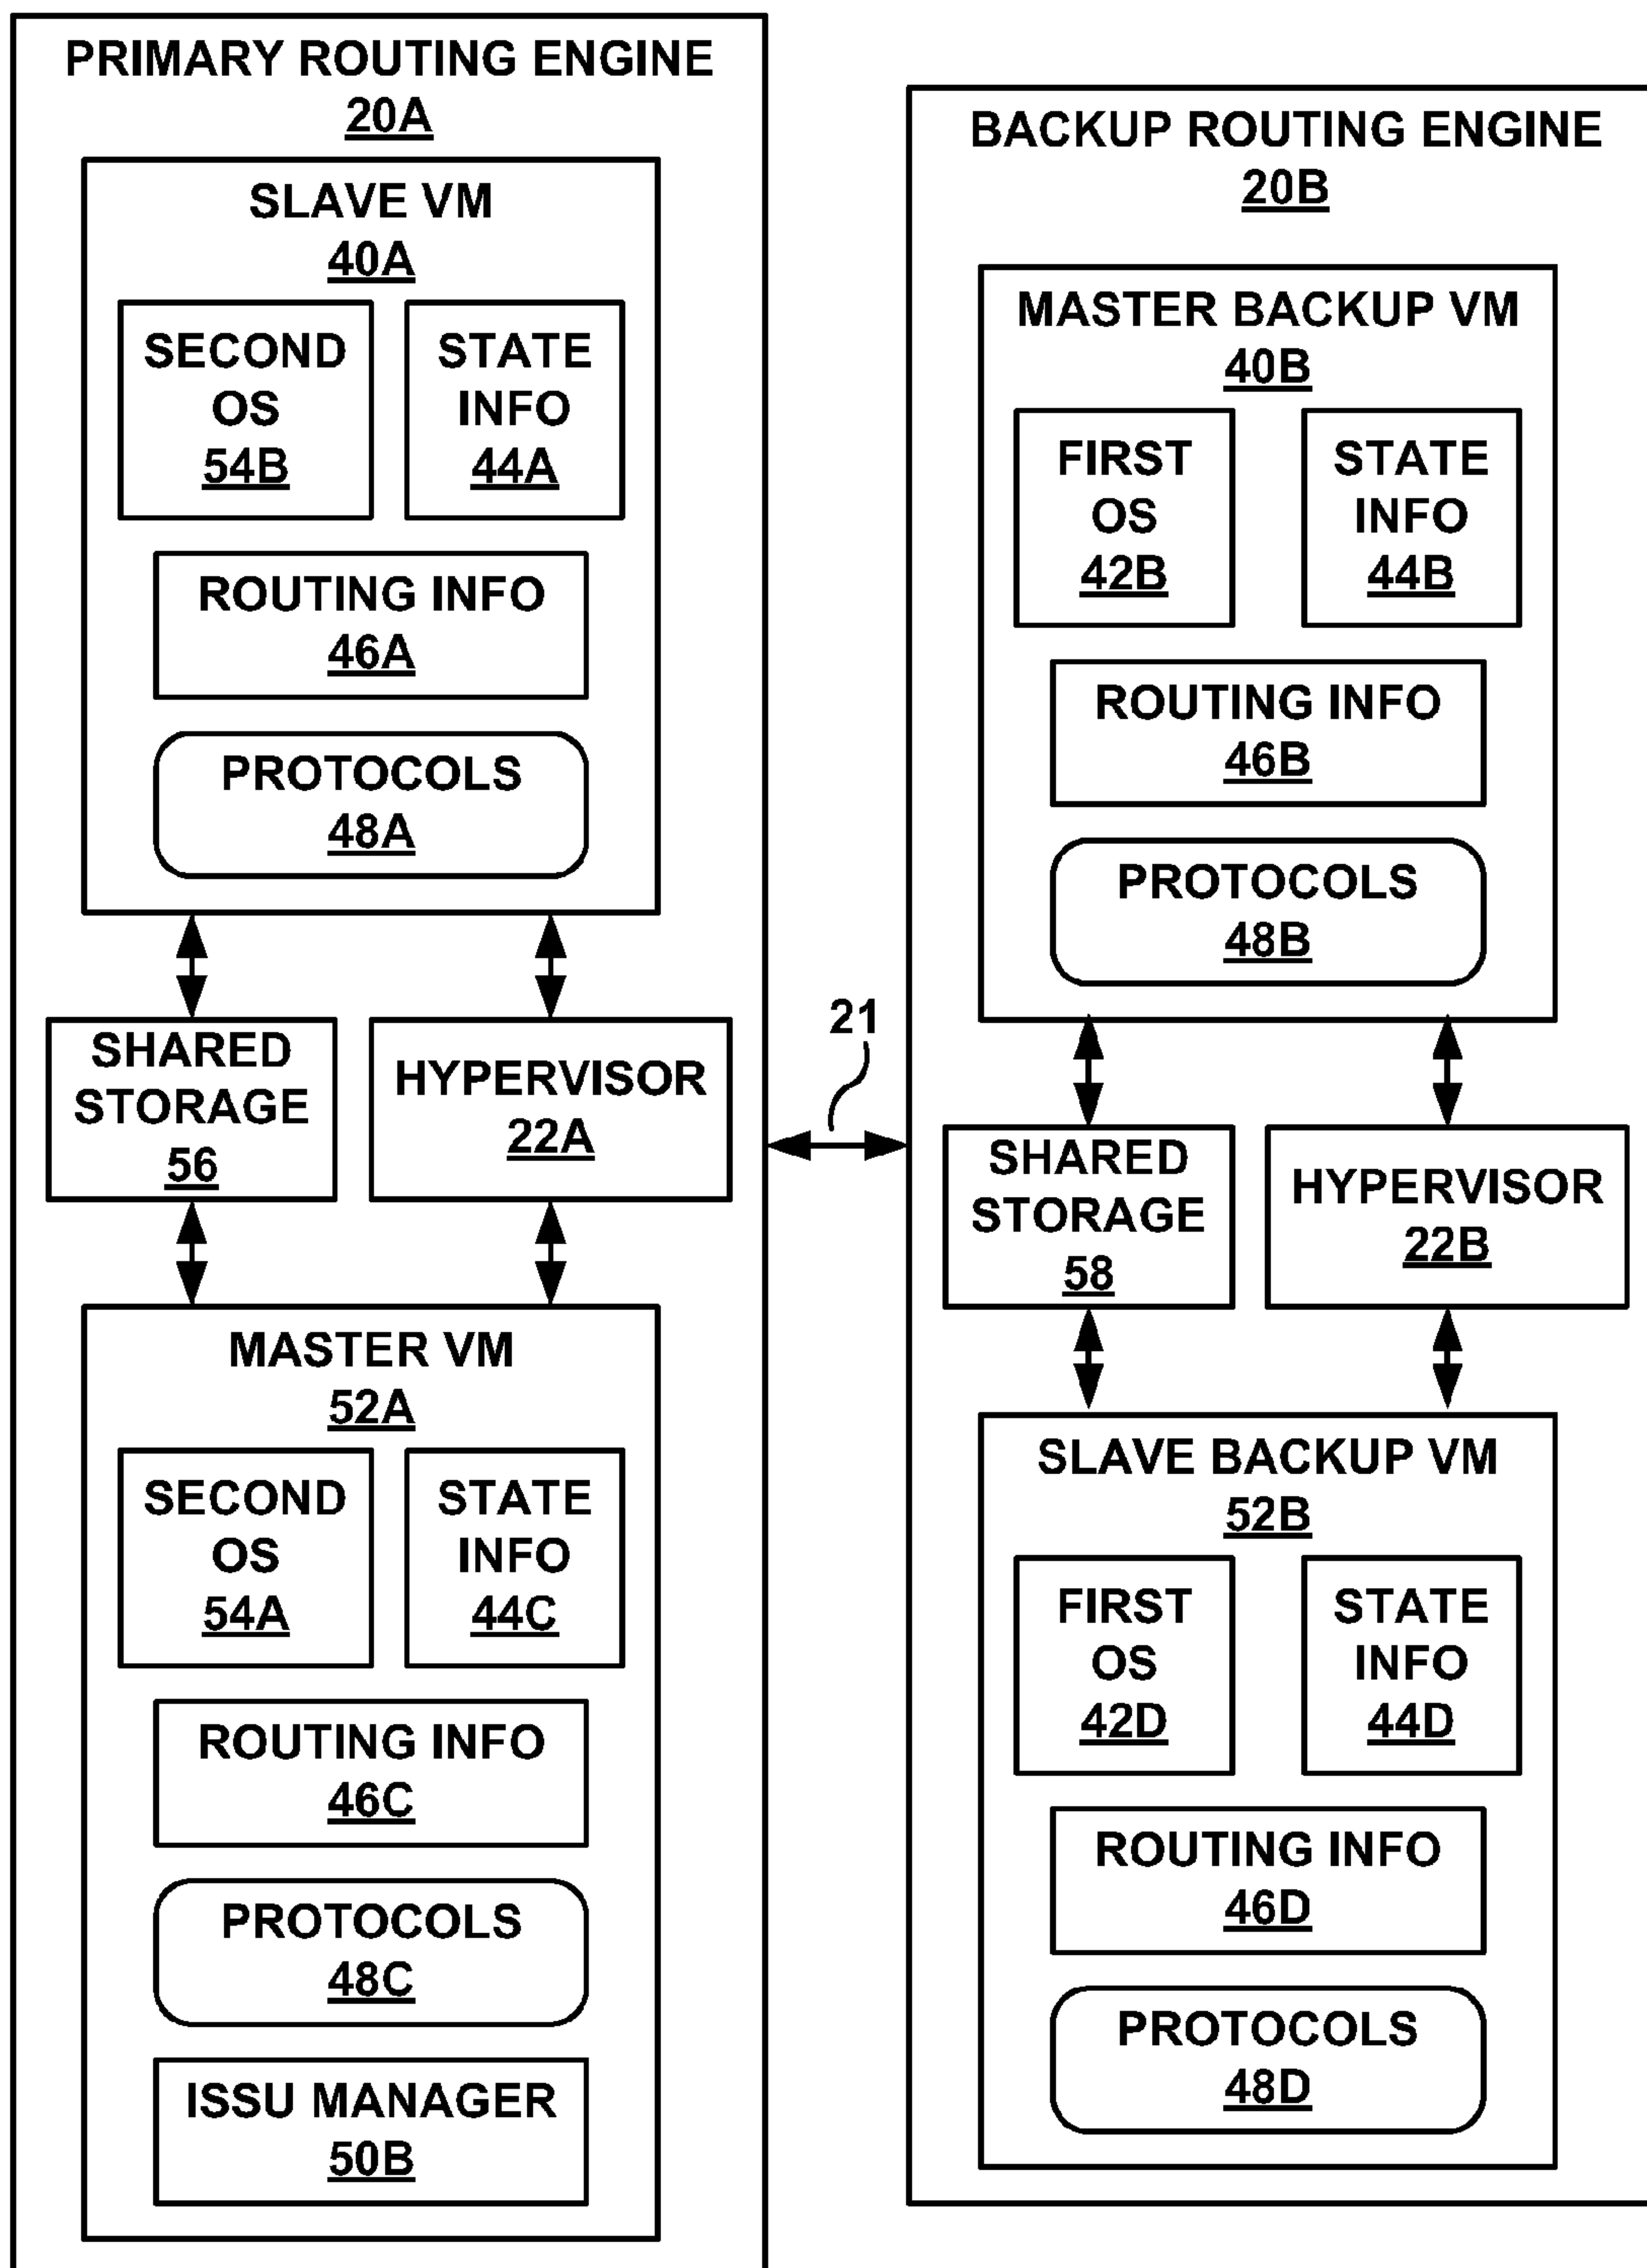 PRIMARY ROUTING ENGINE
20A
SLAVE VM
40A
SECOND
OS
54B
STATE
INFO
44A
ROUTING INFO
46A
PROTOCOLS
48A
SHARED
STORAGE
56
HYPERVISOR
22A
MASTER VM
52A
SECOND
OS
54A
STATE
INFO
44C
ROUTING INFO
46C
PROTOCOLS
48C
ISSU MANAGER
50B
21
BACKUP ROUTING ENGINE
20B
MASTER BACKUP VM
40B
FIRST
OS
42B
STATE
INFO
44B
ROUTING INFO
46B
PROTOCOLS
48B
SHARED
STORAGE
58
HYPERVISOR
22B
SLAVE BACKUP VM
52B
FIRST
OS
42D
STATE
INFO
44D
ROUTING INFO
46D
PROTOCOLS
48D